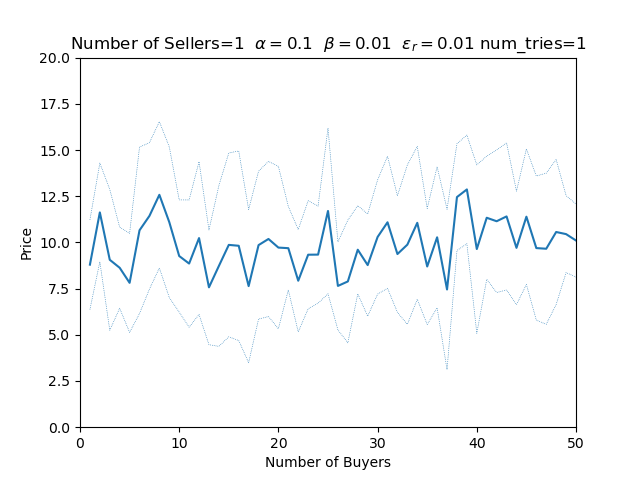 Number of Sellers=1 α = 0.1 β = 0.01 εr = 0.01 num_tries=1
20.0
17.5
15.0
12.5
10.0
7.5
5.0
2.5
0.0
Price
0 10 20 30 40 50
Number of Buyers